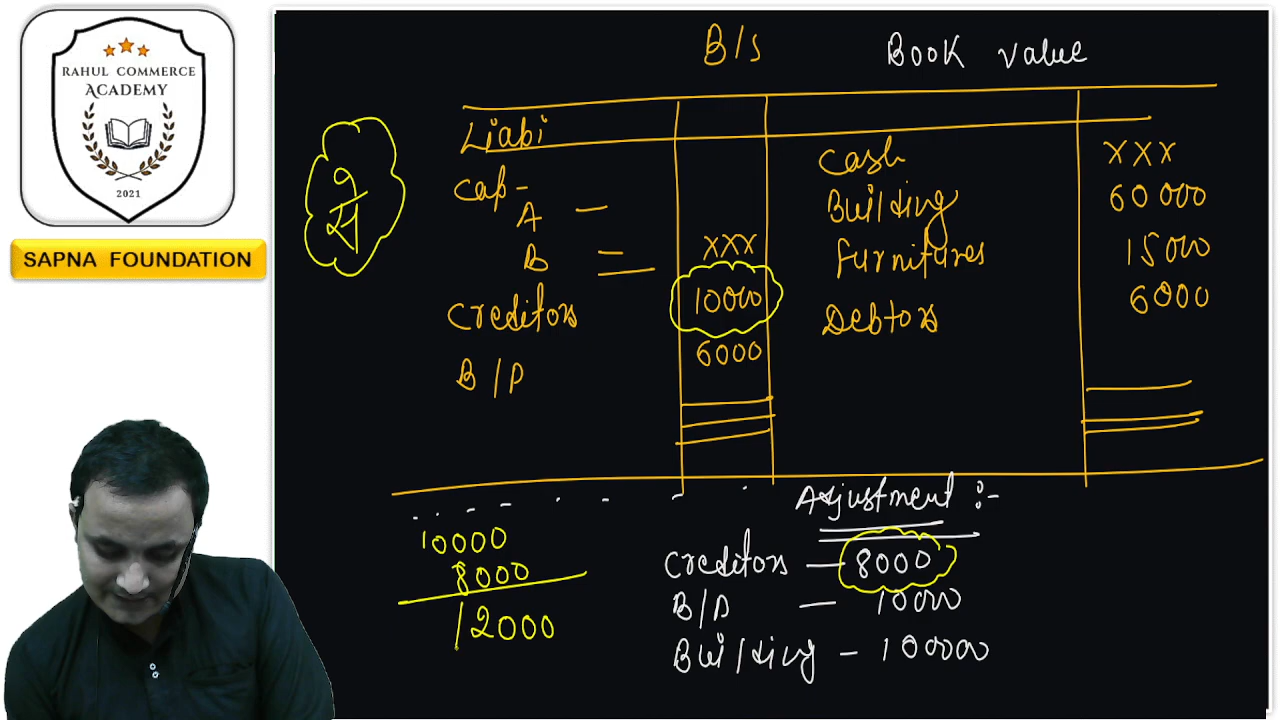 RAHUL COMMERCE
ACADEMY
2021
SAPNA FOUNDATION
B/S Book value
Liabi
Cap-
A —
B = xxx
Creditors 10000
B/P 6000
Cash xxx
Building 60000
Furnitures 15000
Debtors 6000
Adjustment :-
Creditors — 8000
B/P — 10000
Building - 100000
10000
8000
12000